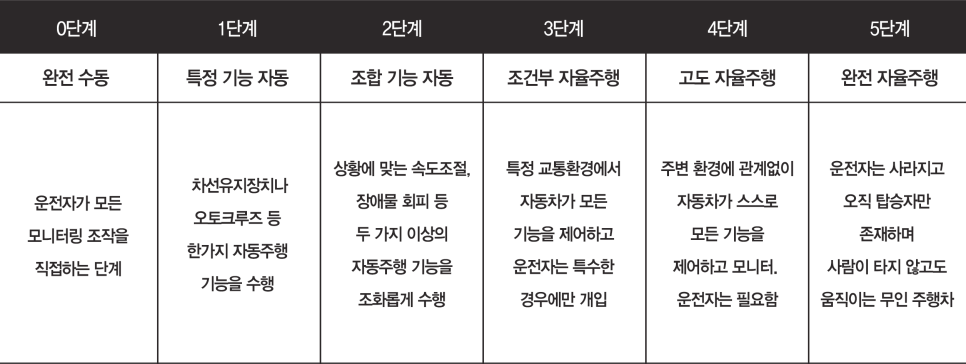 0단계
1단계
2단계
3단계
4단계
5단계
완전 수동
특정 기능 자동
조합 기능 자동
조건부 자율주행
고도 자율주행
완전 자율주행
운전자가 모든
모니터링 조작을
직접하는 단계
차선유지장치나
오토크루즈 등
한가지 자동주행
기능을 수행
상황에 맞는 속도조절,
장애물 회피 등
두 가지 이상의
자동주행 기능을
조화롭게 수행
특정 교통환경에서
자동차가 모든
기능을 제어하고
운전자는 특수한
경우에만 개입
주변 환경에 관계없이
자동차가 스스로
모든 기능을
제어하고 모니터.
운전자는 필요함
운전자는 사라지고
오직 탑승자만
존재하며
사람이 타지 않고도
움직이는 무인 주행차